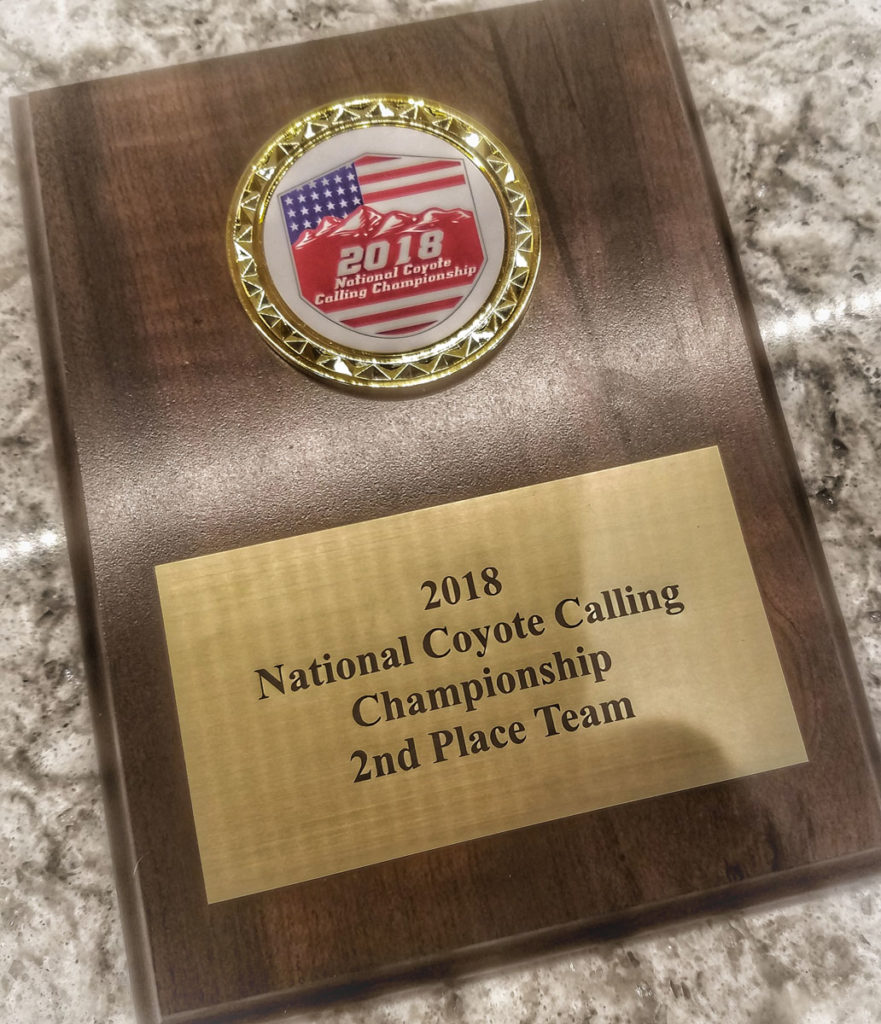 2018
National Coyote
Calling Championship
2018
National Coyote Calling
Championship
2nd Place Team